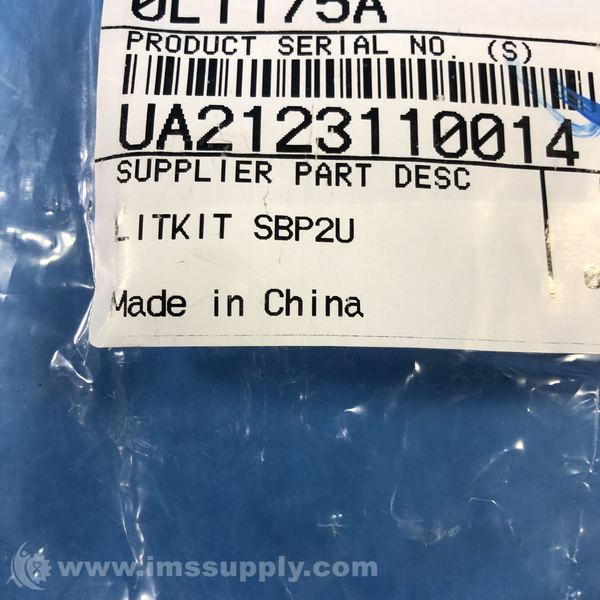 PRODUCT SERIAL NO. (S)
UA2123110014
SUPPLIER PART DESC
LITKIT SBP2U
Made in China
www.imssupply.com